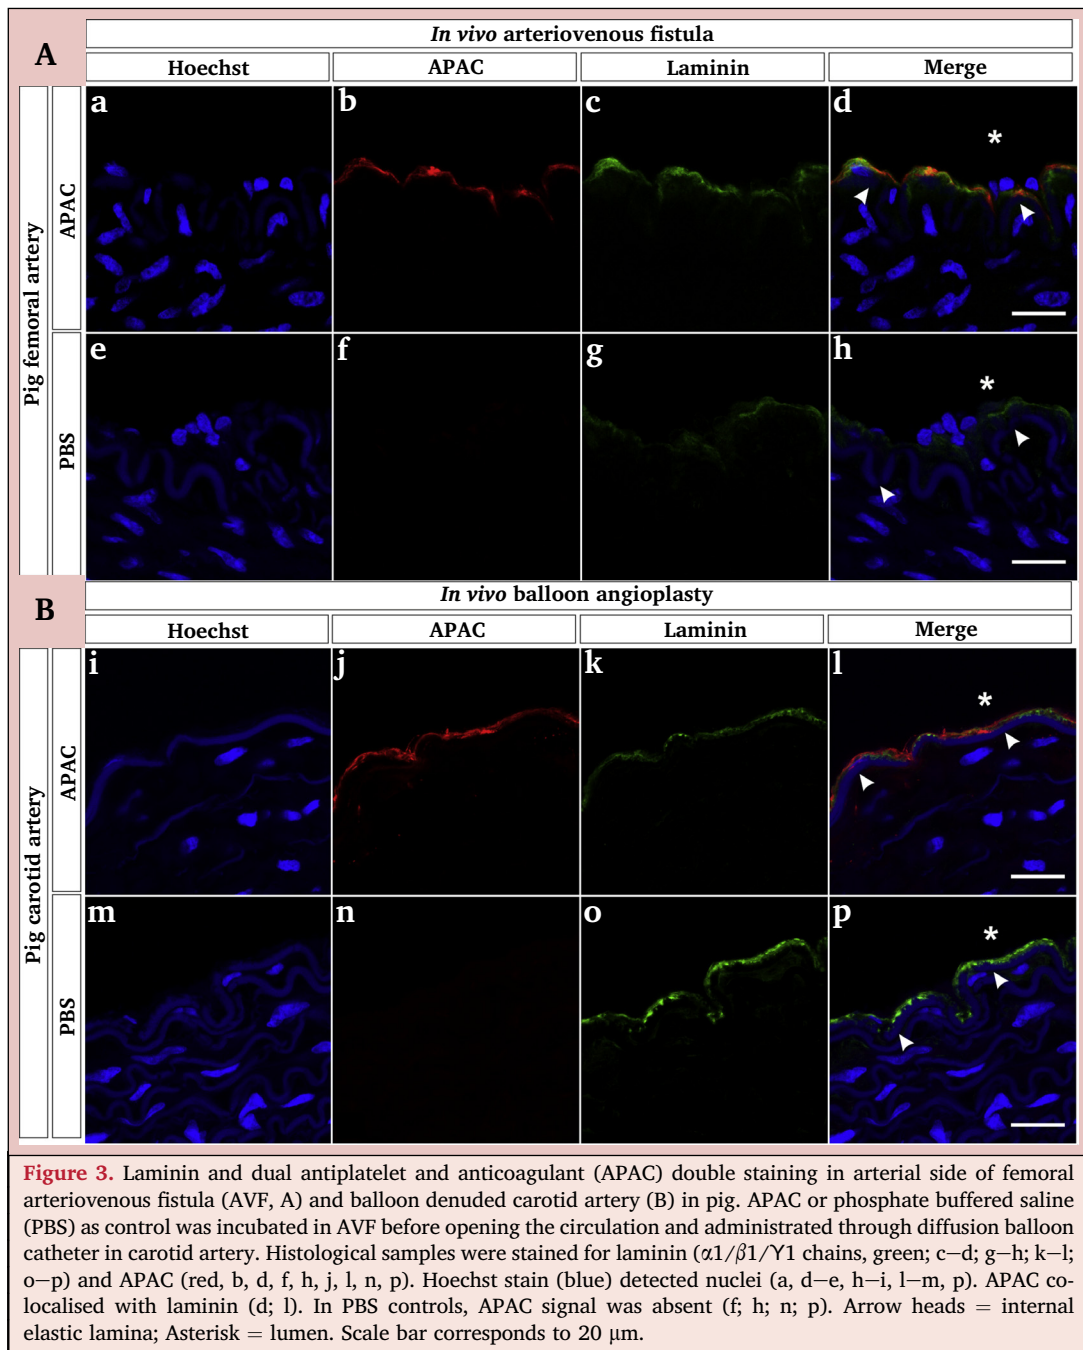 A
In vivo arteriovenous fistula
Hoechst
APAC
Laminin
Merge
Pig femoral artery
APAC
a
b
c
d
*
PBS
e
f
g
h
*
B
In vivo balloon angioplasty
Hoechst
APAC
Laminin
Merge
Pig carotid artery
APAC
i
j
k
l
*
PBS
m
n
o
p
*
Figure 3. Laminin and dual antiplatelet and anticoagulant (APAC) double staining in arterial side of femoral
arteriovenous fistula (AVF, A) and balloon denuded carotid artery (B) in pig. APAC or phosphate buffered saline
(PBS) as control was incubated in AVF before opening the circulation and administrated through diffusion balloon
catheter in carotid artery. Histological samples were stained for laminin (α1/β1/ϒ1 chains, green; c–d; g–h; k–l;
o–p) and APAC (red, b, d, f, h, j, l, n, p). Hoechst stain (blue) detected nuclei (a, d–e, h–i, l–m, p). APAC co-
localised with laminin (d; l). In PBS controls, APAC signal was absent (f; h; n; p). Arrow heads = internal
elastic lamina; Asterisk = lumen. Scale bar corresponds to 20 μm.